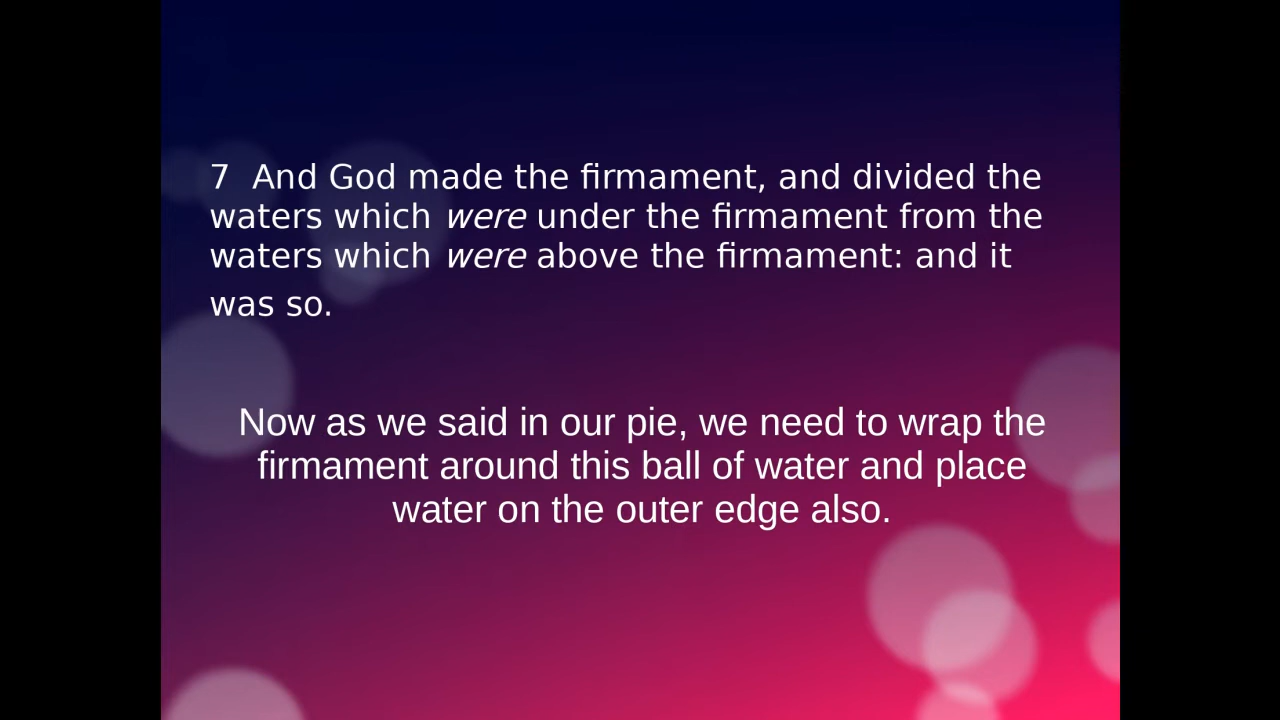 7  And God made the firmament, and divided the
waters which were under the firmament from the
waters which were above the firmament: and it
was so.
Now as we said in our pie, we need to wrap the
firmament around this ball of water and place
water on the outer edge also.